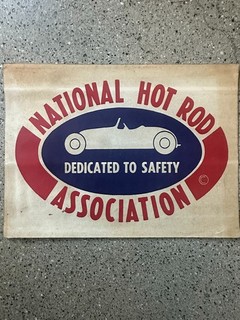 NATIONAL HOT ROD
DEDICATED TO SAFETY
ASSOCIATION